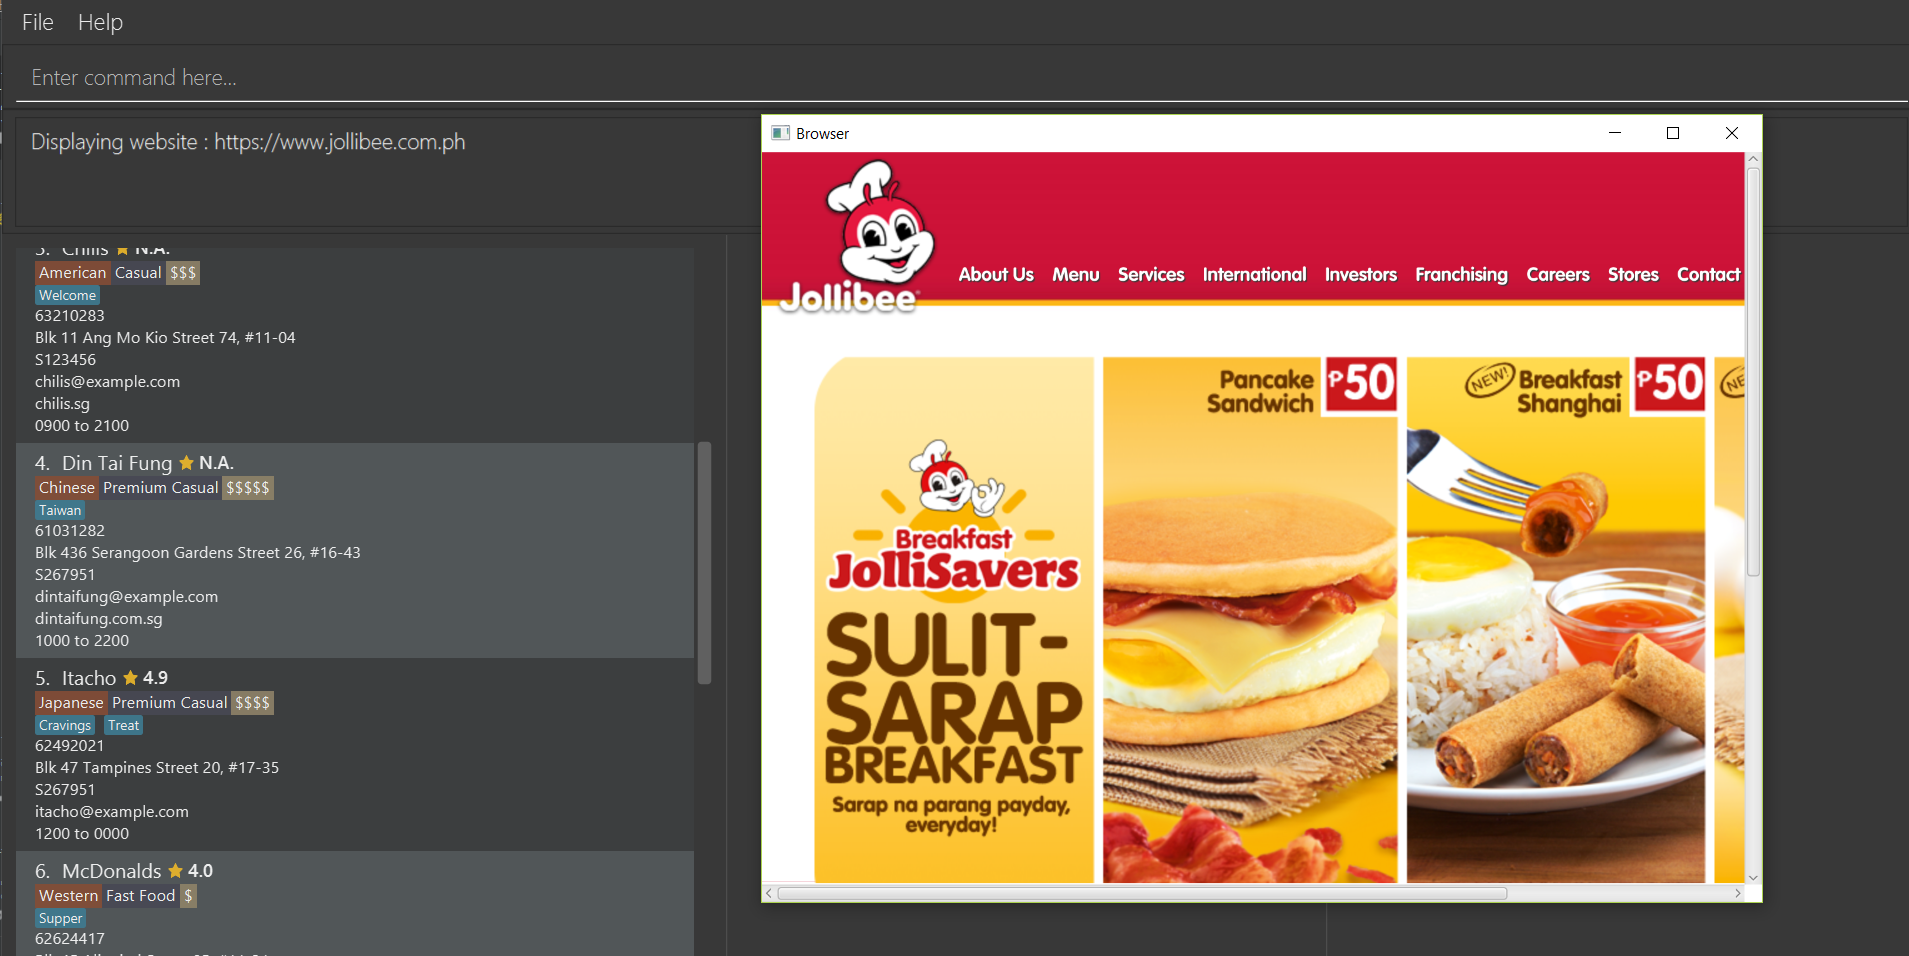 File Help
Enter command here...
Displaying website : https://www.jollibee.com.ph
3. Chilis N.A.
American Casual $$$
Welcome
63210283
Blk 11 Ang Mo Kio Street 74, #11-04
S123456
chilis@example.com
chilis.sg
0900 to 2100
4. Din Tai Fung N.A.
Chinese Premium Casual $$$$$
Taiwan
61031282
Blk 436 Serangoon Gardens Street 26, #16-43
S267951
dintaifung@example.com
dintaifung.com.sg
1000 to 2200
5. Itacho 4.9
Japanese Premium Casual $$$$
Cravings Treat
62492021
Blk 47 Tampines Street 20, #17-35
S267951
itacho@example.com
1200 to 0000
6. McDonalds 4.0
Western Fast Food $
Supper
62624417
Browser
Jollibee
About Us Menu Services International Investors Franchising Careers Stores Contact
Breakfast
JolliSavers
SULIT-
SARAP
BREAKFAST
Sarap na parang payday,
everyday!
Pancake
Sandwich
₱50
NEW! Breakfast
Shanghai
₱50